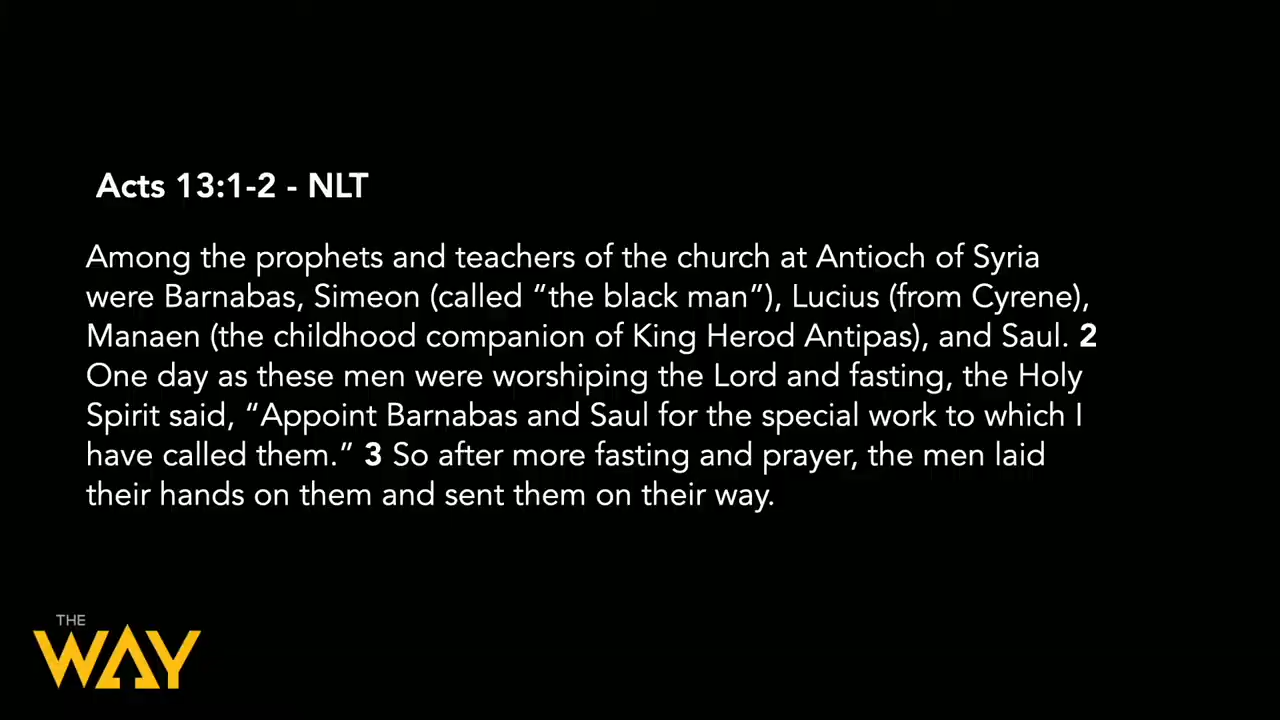 Acts 13:1-2 - NLT
Among the prophets and teachers of the church at Antioch of Syria
were Barnabas, Simeon (called “the black man”), Lucius (from Cyrene),
Manaen (the childhood companion of King Herod Antipas), and Saul. 2
One day as these men were worshiping the Lord and fasting, the Holy
Spirit said, “Appoint Barnabas and Saul for the special work to which I
have called them.” 3 So after more fasting and prayer, the men laid
their hands on them and sent them on their way.
THE
WAY